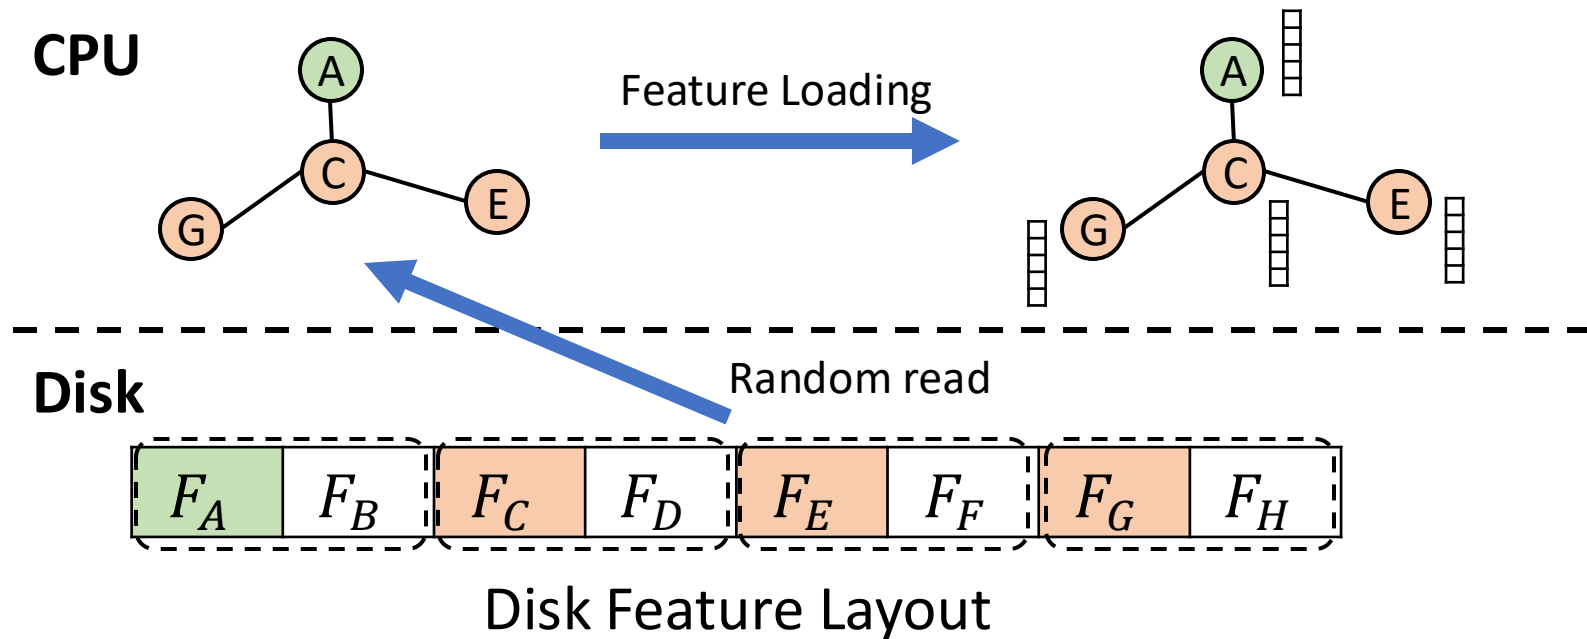 CPU
A
C
G
E
Feature Loading
A
C
G
E
Random read
Disk
F_A F_B F_C F_D F_E F_F F_G F_H
Disk Feature Layout